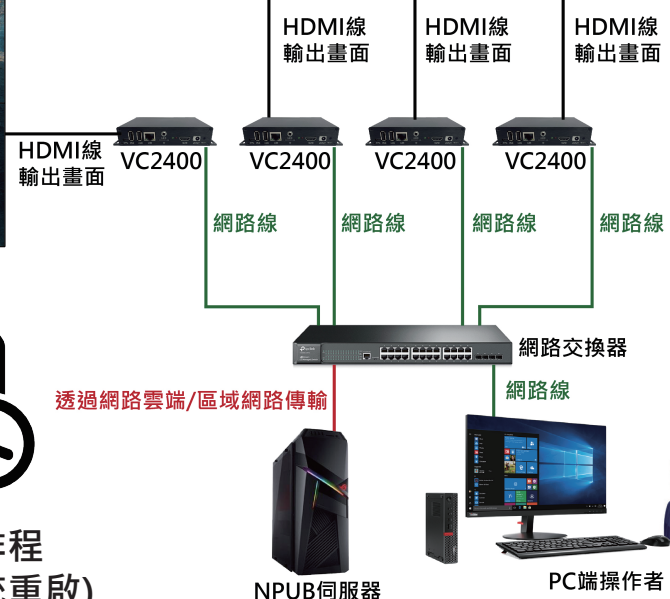 HDMI線
輸出畫面
HDMI線
輸出畫面
HDMI線
輸出畫面
HDMI線
輸出畫面
VC2400
VC2400
VC2400
VC2400
網路線
網路線
網路線
網路線
網路交換器
透過網路雲端/區域網路傳輸
網路線
程
重啟)
NPUB伺服器
PC端操作者